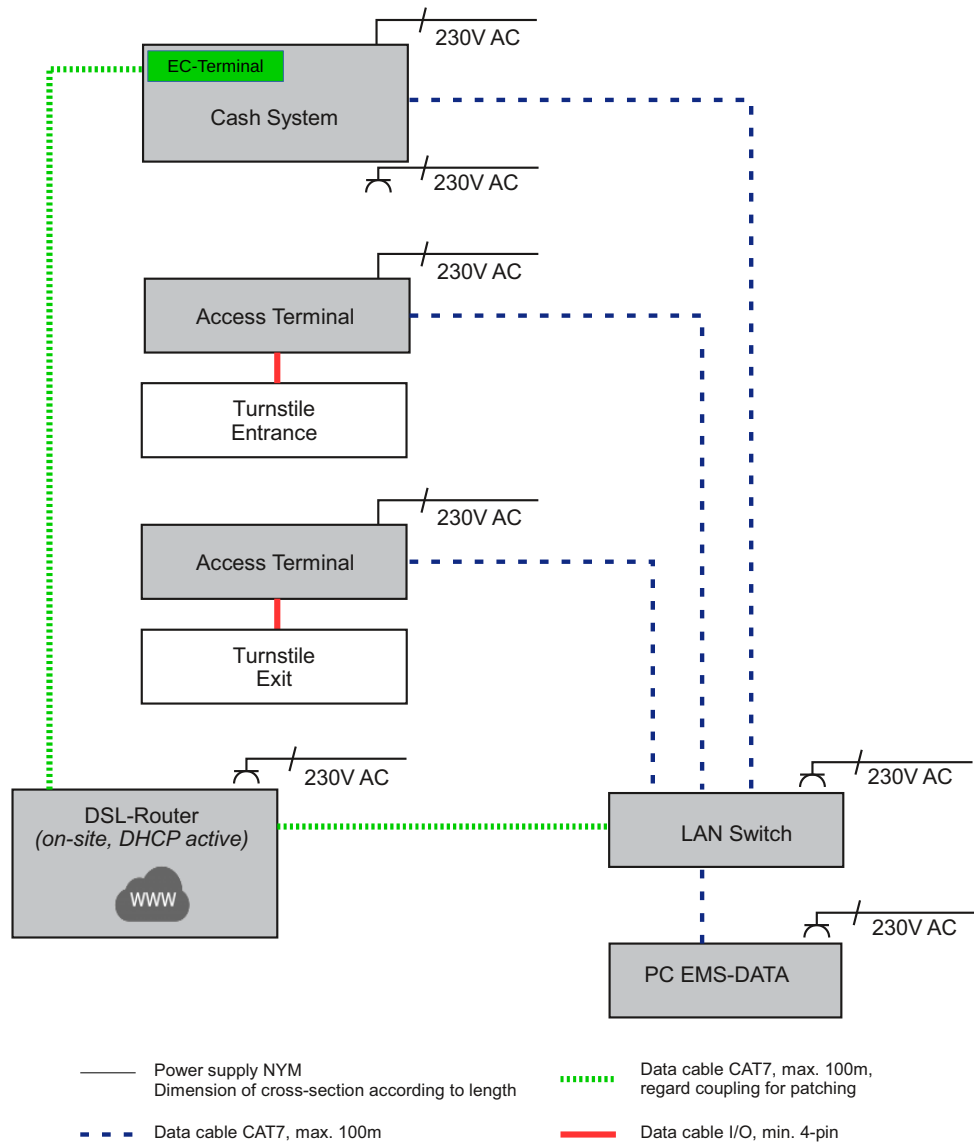 230V AC
EC-Terminal
Cash System
230V AC
230V AC
Access Terminal
Turnstile
Entrance
230V AC
Access Terminal
Turnstile
Exit
230V AC
230V AC
DSL-Router
(on-site, DHCP active)
WWW
LAN Switch
230V AC
PC EMS-DATA
Power supply NYM
Dimension of cross-section according to length
Data cable CAT7, max. 100m,
regard coupling for patching
Data cable CAT7, max. 100m
Data cable I/O, min. 4-pin